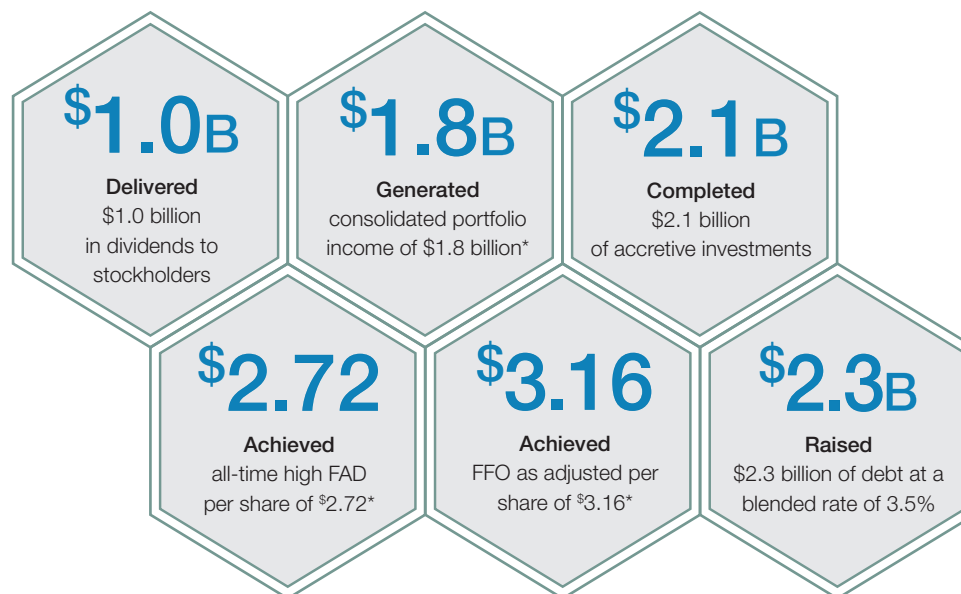 $1.0B
Delivered
$1.0 billion
in dividends to
stockholders
$1.8B
Generated
consolidated portfolio
income of $1.8 billion*
$2.1B
Completed
$2.1 billion
of accretive investments
$2.72
Achieved
all-time high FAD
per share of $2.72*
$3.16
Achieved
FFO as adjusted per
share of $3.16*
$2.3B
Raised
$2.3 billion of debt at a
blended rate of 3.5%